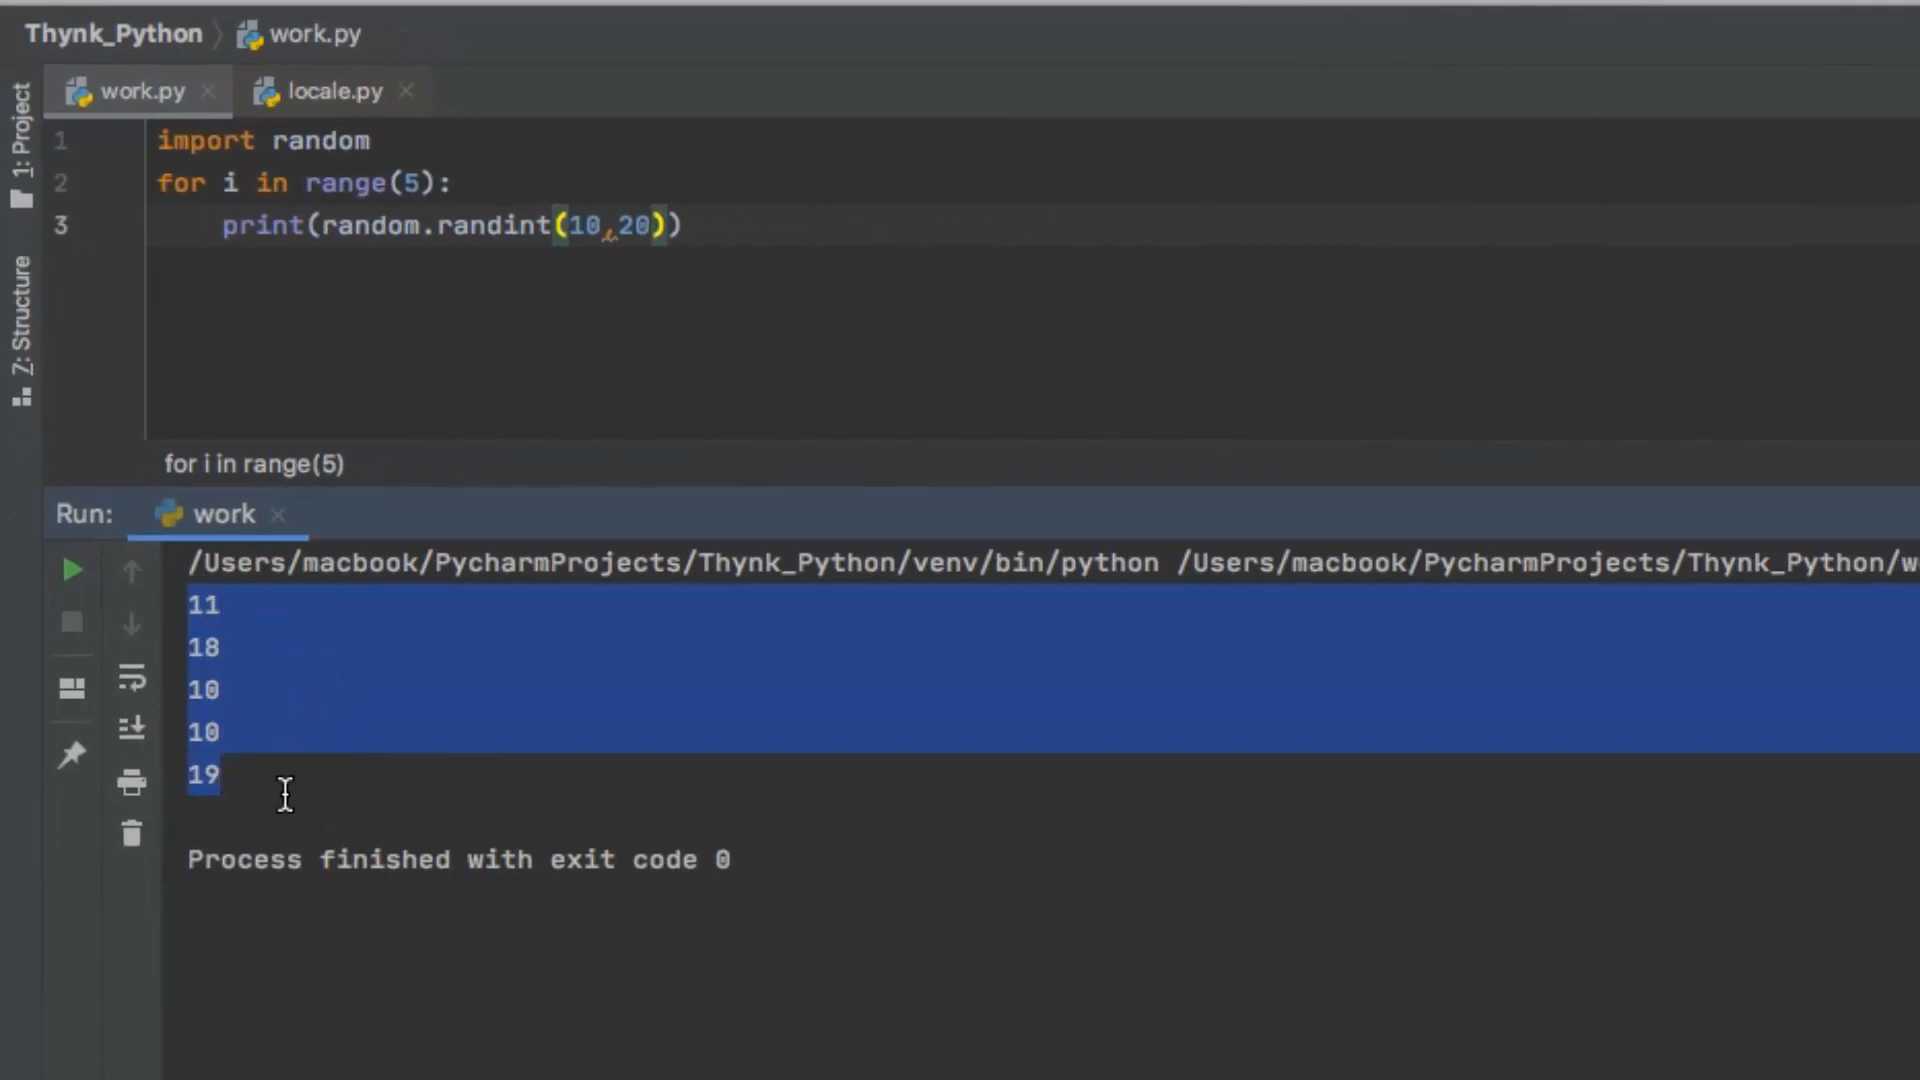 Thynk_Python work.py
work.py locale.py
1: Project
Z: Structure
1 import random
2 for i in range(5):
3 print(random.randint(10,20))
for i in range(5)
Run: work
/Users/macbook/PycharmProjects/Thynk_Python/venv/bin/python /Users/macbook/PycharmProjects/Thynk_Python/w
11
18
10
10
19
Process finished with exit code 0